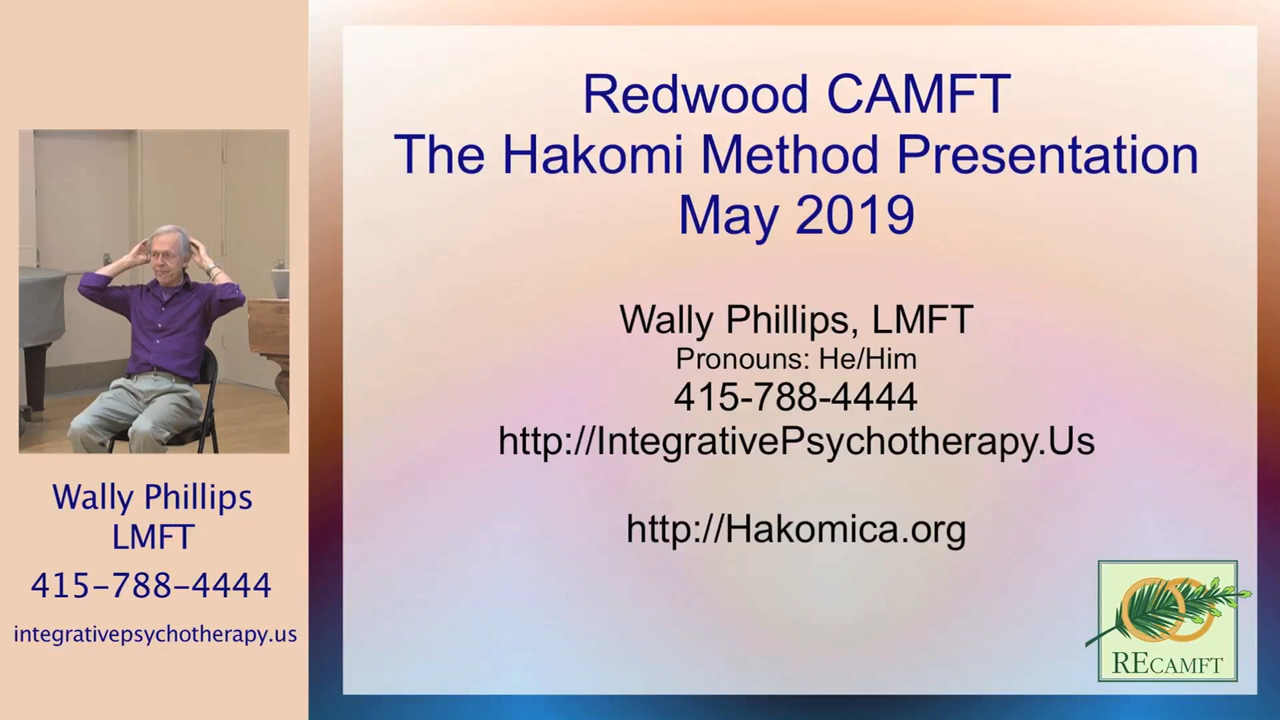 Redwood CAMFT
The Hakomi Method Presentation
May 2019
Wally Phillips, LMFT
Pronouns: He/Him
415-788-4444
http://IntegrativePsychotherapy.Us
http://Hakomica.org
Wally Phillips
LMFT
415-788-4444
integrativepsychotherapy.us
RECAMFT